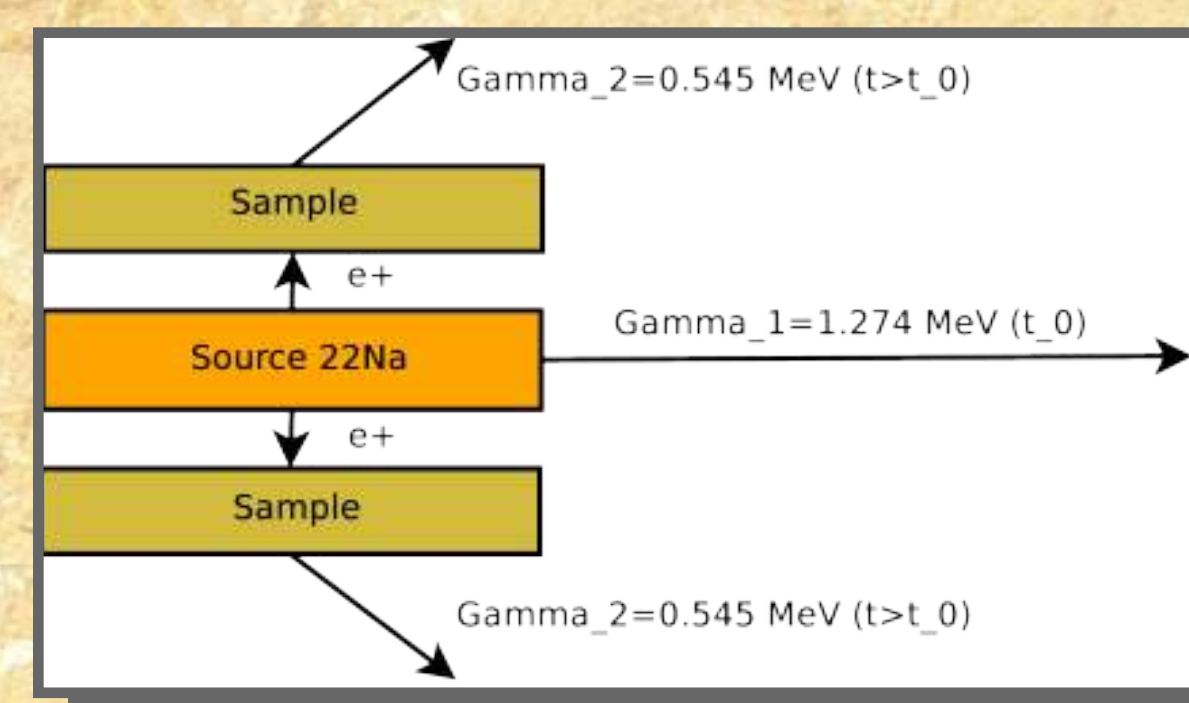 Gamma_2=0.545 MeV (t>t_0)
Sample
e+
Gamma_1=1.274 MeV (t_0)
Source 22Na
e+
Sample
Gamma_2=0.545 MeV (t>t_0)